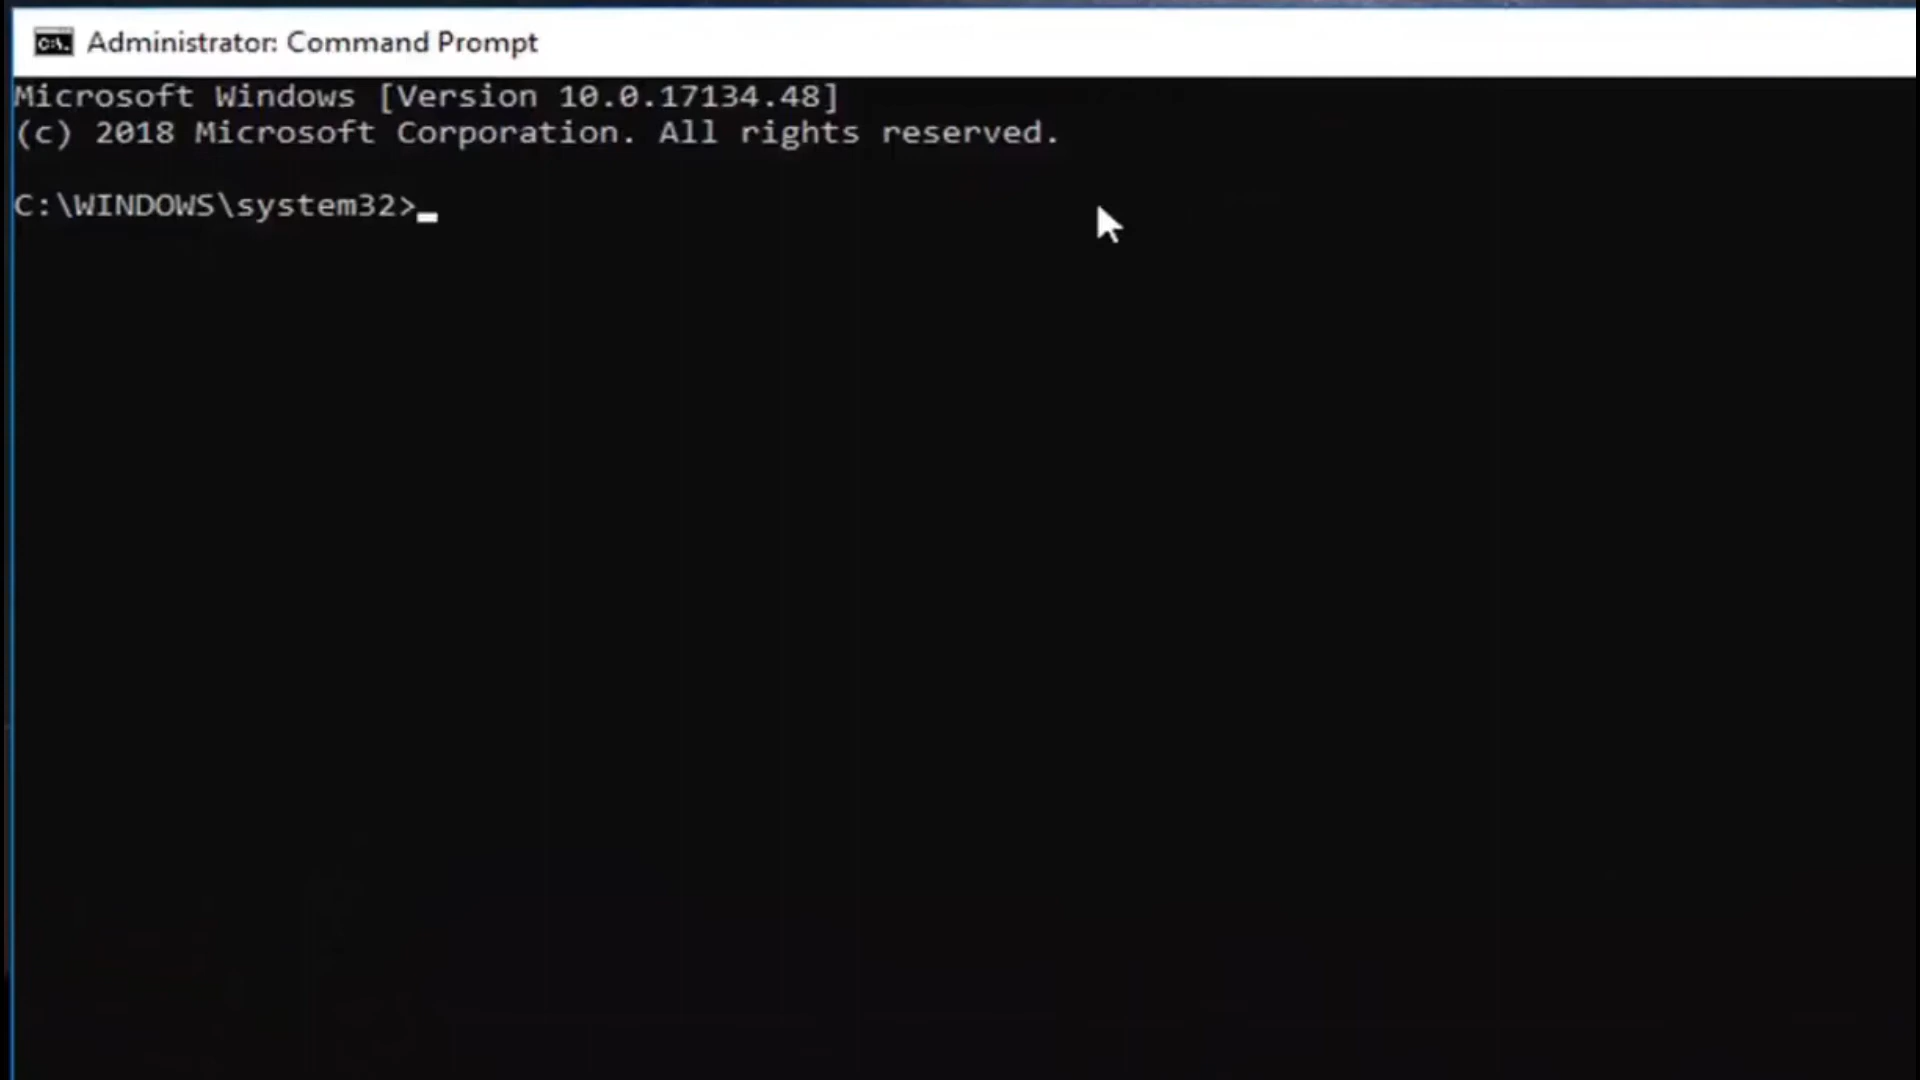 Administrator: Command Prompt
Microsoft Windows [Version 10.0.17134.48]
(c) 2018 Microsoft Corporation. All rights reserved.
C:\WINDOWS\system32>